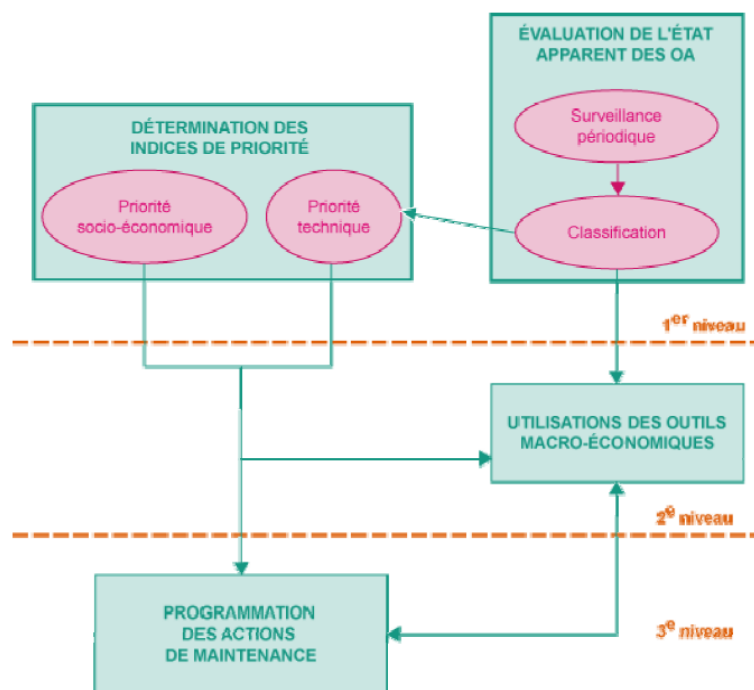 ÉVALUATION DE L'ÉTAT
APPARENT DES OA
Surveillance
périodique
Classification
DÉTERMINATION DES
INDICES DE PRIORITÉ
Priorité
socio-économique
Priorité
technique
1er niveau
UTILISATIONS DES OUTILS
MACRO-ÉCONOMIQUES
2e niveau
PROGRAMMATION
DES ACTIONS
DE MAINTENANCE
3e niveau